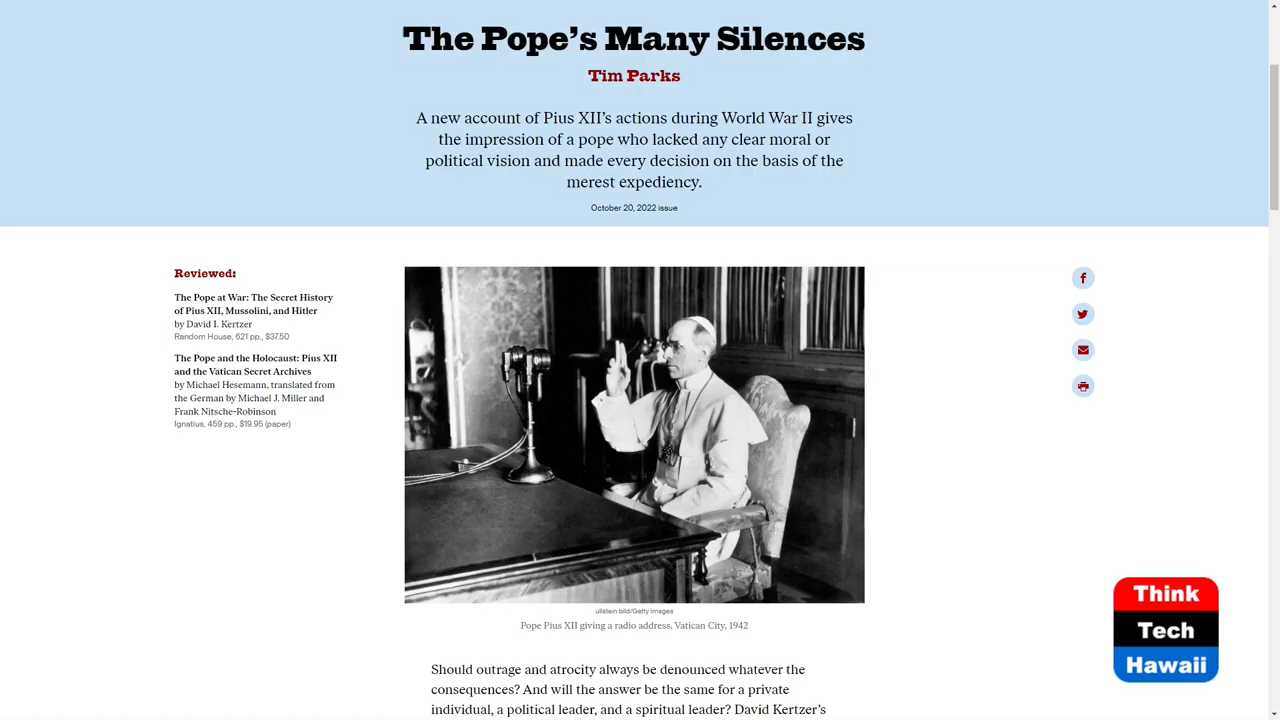 The Pope's Many Silences
Tim Parks
A new account of Pius XII's actions during World War II gives
the impression of a pope who lacked any clear moral or
political vision and made every decision on the basis of the
merest expediency.
October 20, 2022 issue
Reviewed:
The Pope at War: The Secret History
of Pius XII, Mussolini, and Hitler
by David I. Kertzer
Random House, 621 pp., $37.50
The Pope and the Holocaust: Pius XII
and the Vatican Secret Archives
by Michael Hesemann, translated from
the German by Michael J. Miller and
Frank Nitsche-Robinson
Ignatius, 459 pp., $19.95 (paper)
ullstein bild/Getty Images
Pope Pius XII giving a radio address, Vatican City, 1942
Should outrage and atrocity always be denounced whatever the
consequences? And will the answer be the same for a private
individual, a political leader, and a spiritual leader? David Kertzer's
Think
Tech
Hawaii